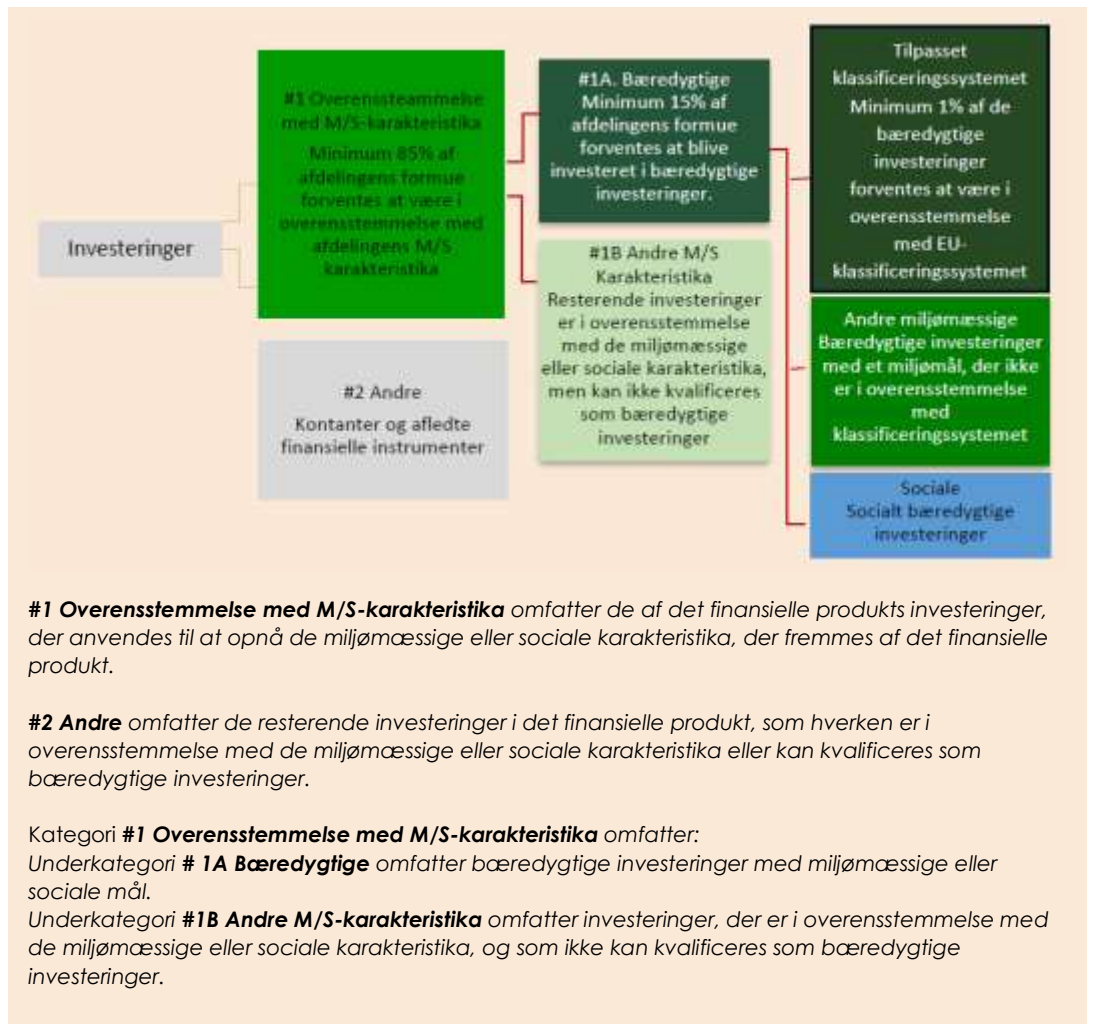 Investeringer
#1 Overenssteammelse
med M/S-karakteristika
Minimum 85% af
afdelingens formue
forventes at være i
overensstemmelse med
afdelingens M/S
karakteristika
#2 Andre
Kontanter og afledte
finansielle instrumenter
#1A. Bæredygtige
Minimum 15% af
afdelingens formue
forventes at blive
investeret i bæredygtige
investeringer.
#1B Andre M/S
Karakteristika
Resterende investeringer
er i overensstemmelse
med de miljømæssige
eller sociale karakteristika,
men kan ikke kvalificeres
som bæredygtige
investeringer
Tilpasset
klassificeringssystemet
Minimum 1% af de
bæredygtige
investeringer
forventes at være i
overensstemmelse
med EU-
klassificeringssystemet
Andre miljømæssige
Bæredygtige investeringer
med et miljømål, der ikke
er i overensstemmelse
med
klassificeringssystemet
Sociale
Socialt bæredygtige
investeringer
#1 Overensstemmelse med M/S-karakteristika omfatter de af det finansielle produkts investeringer,
der anvendes til at opnå de miljømæssige eller sociale karakteristika, der fremmes af det finansielle
produkt.
#2 Andre omfatter de resterende investeringer i det finansielle produkt, som hverken er i
overensstemmelse med de miljømæssige eller sociale karakteristika eller kan kvalificeres som
bæredygtige investeringer.
Kategori #1 Overensstemmelse med M/S-karakteristika omfatter:
Underkategori # 1A Bæredygtige omfatter bæredygtige investeringer med miljømæssige eller
sociale mål.
Underkategori #1B Andre M/S-karakteristika omfatter investeringer, der er i overensstemmelse med
de miljømæssige eller sociale karakteristika, og som ikke kan kvalificeres som bæredygtige
investeringer.